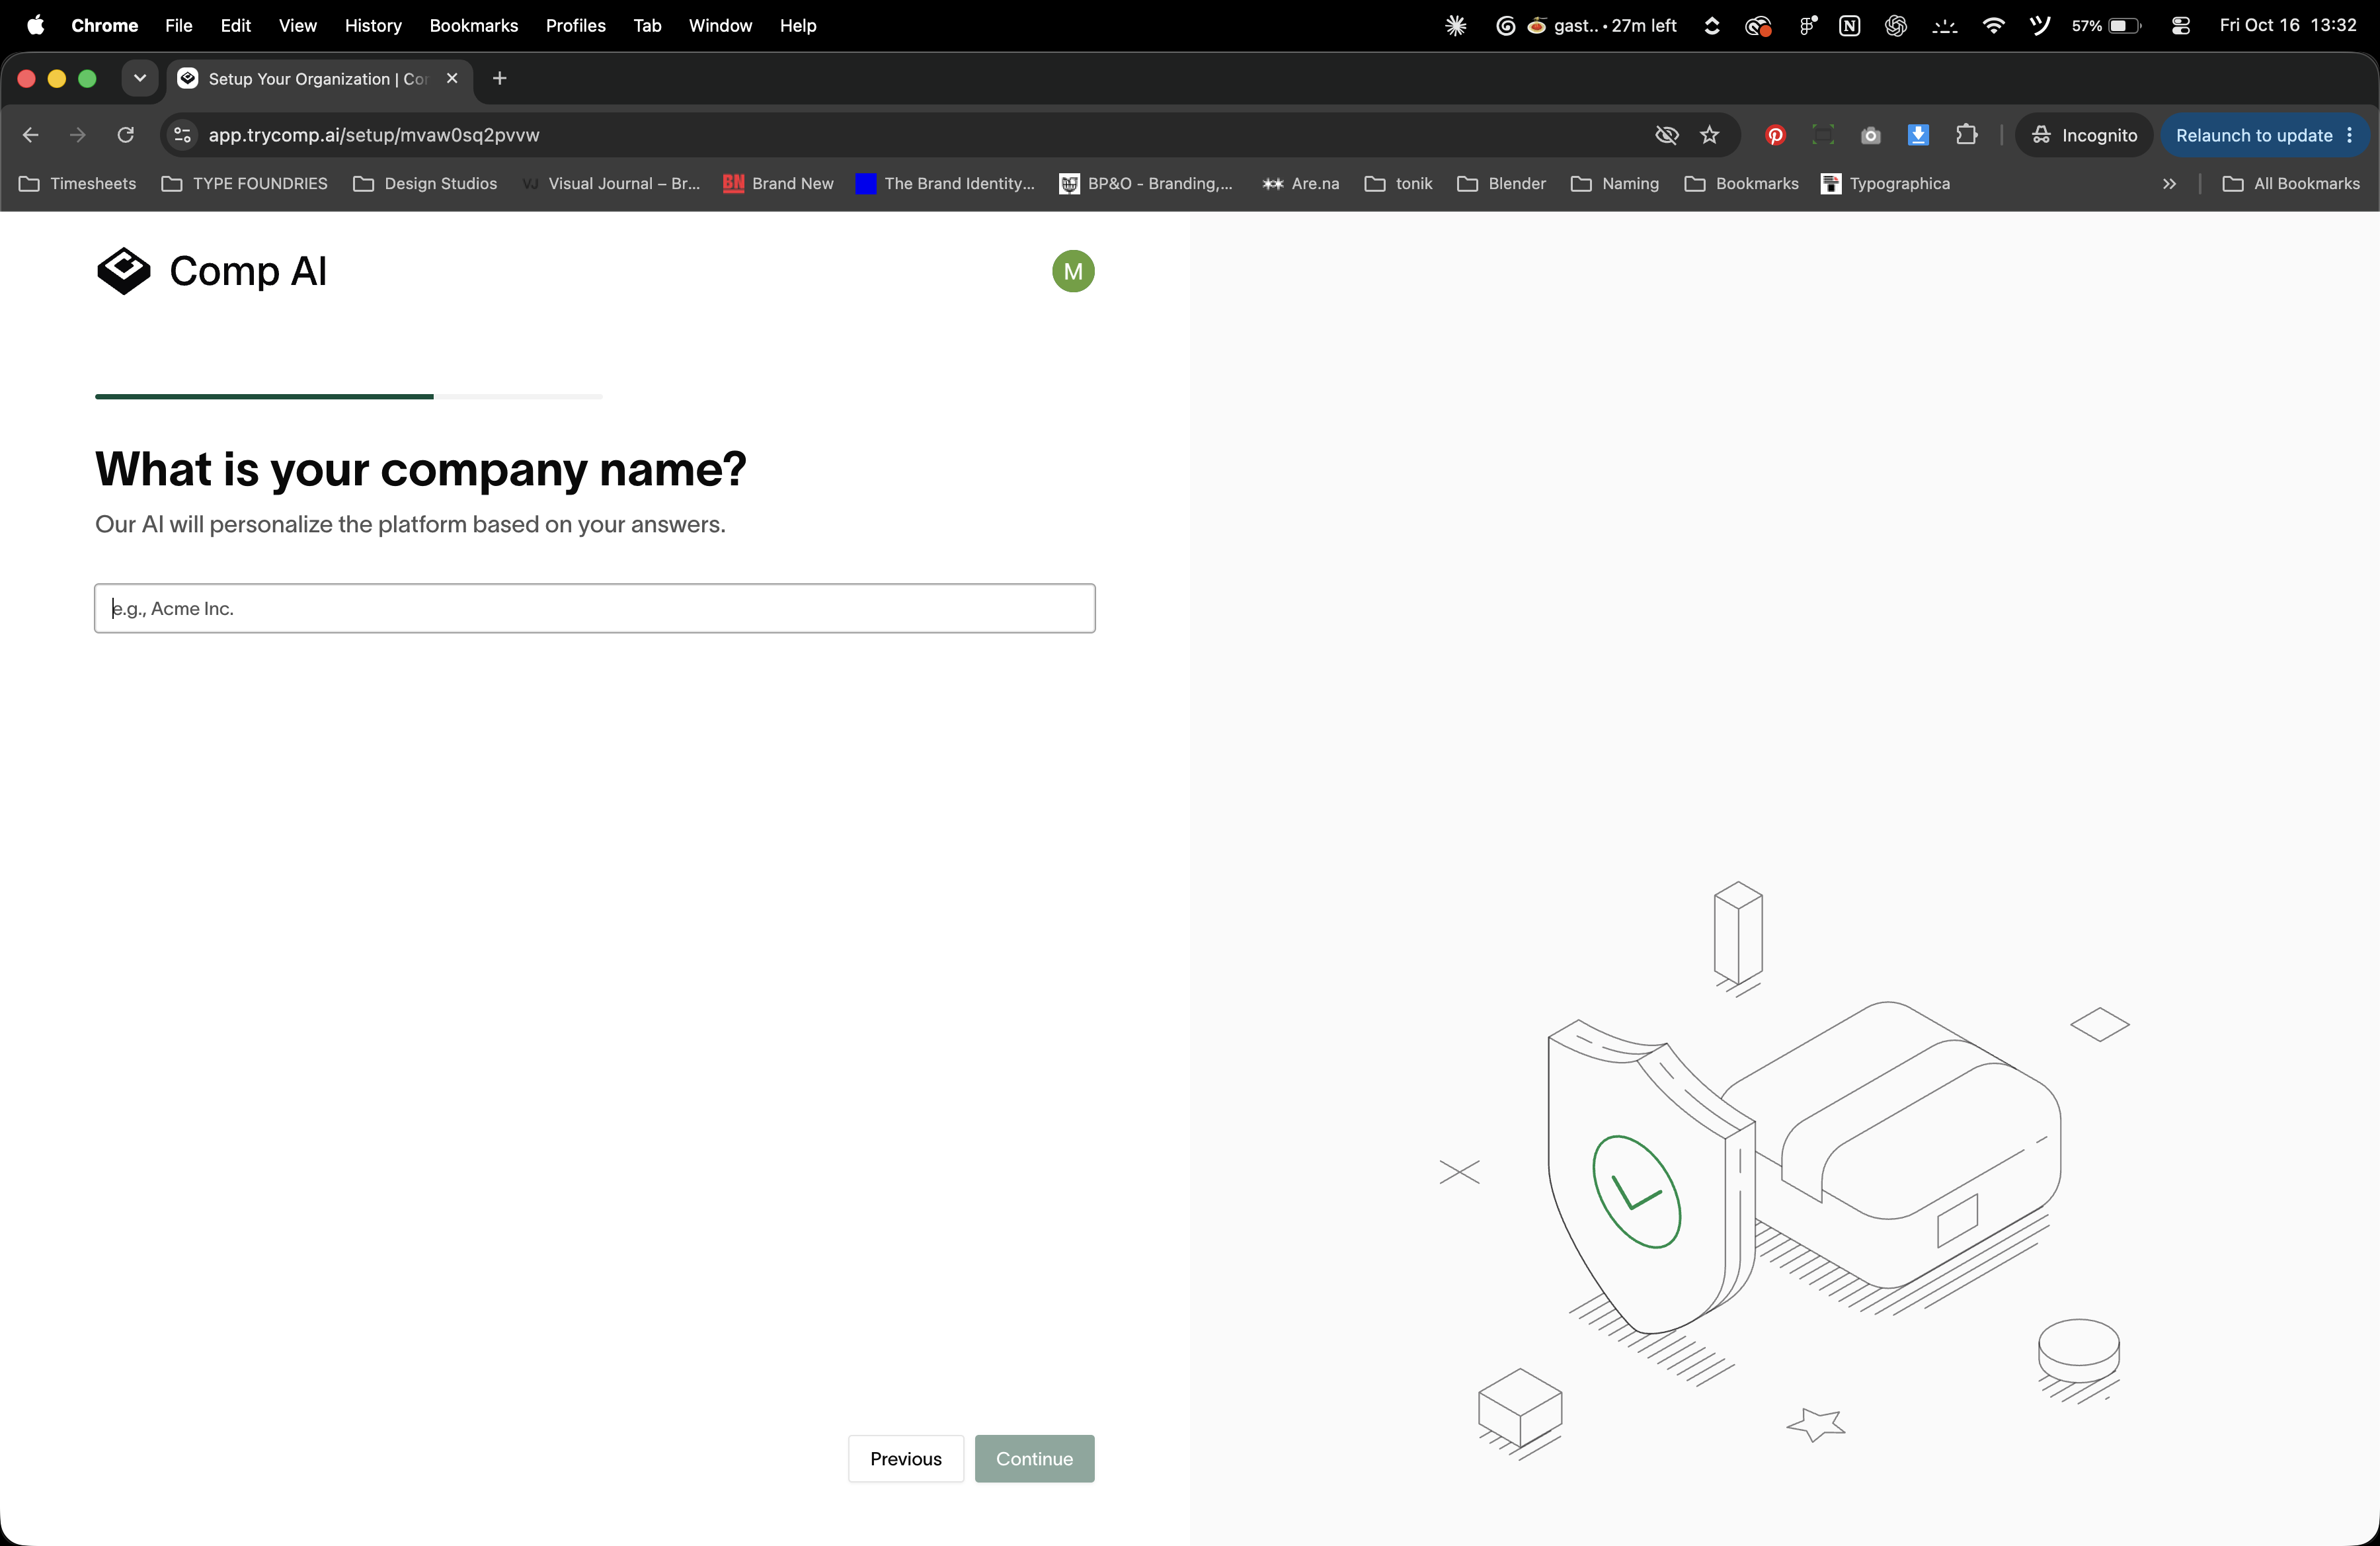 Chrome File Edit View History Bookmarks Profiles Tab Window Help gast.. • 27m left 57% Fri Oct 16 13:32
Setup Your Organization | Co
app.trycomp.ai/setup/mvaw0sq2pvvw Incognito Relaunch to update
Timesheets TYPE FOUNDRIES Design Studios VJ Visual Journal – Br... BN Brand New The Brand Identity... BP&O - Branding,... Are.na tonik Blender Naming Bookmarks Typographica All Bookmarks
Comp AI
M
What is your company name?
Our AI will personalize the platform based on your answers.
e.g., Acme Inc.
Previous Continue